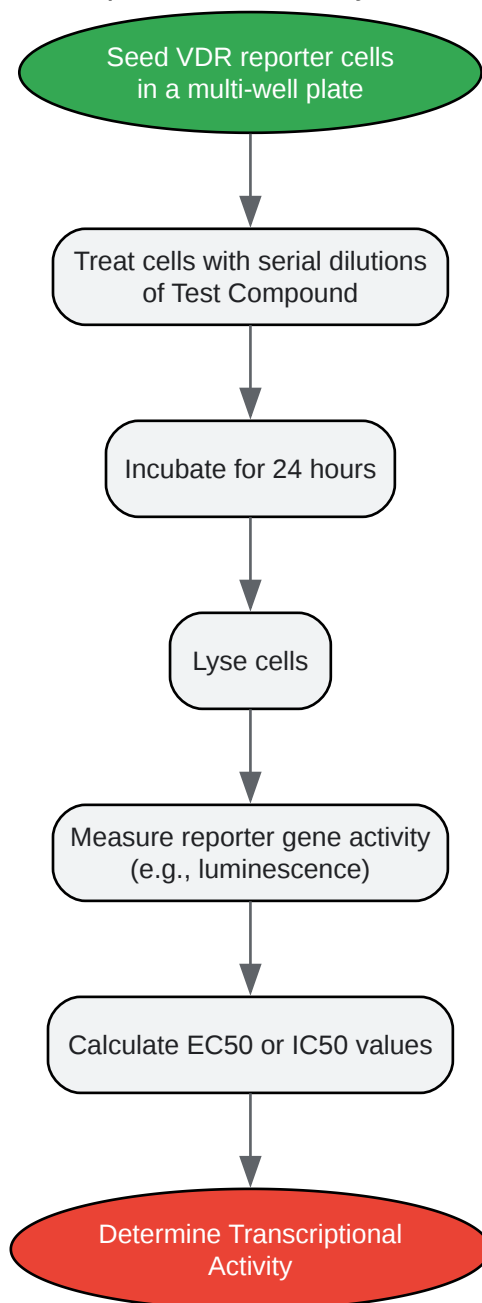 Seed VDR reporter cells
in a multi-well plate
Treat cells with serial dilutions
of Test Compound
Incubate for 24 hours
Lyse cells
Measure reporter gene activity
(e.g., luminescence)
Calculate EC50 or IC50 values
Determine Transcriptional
Activity